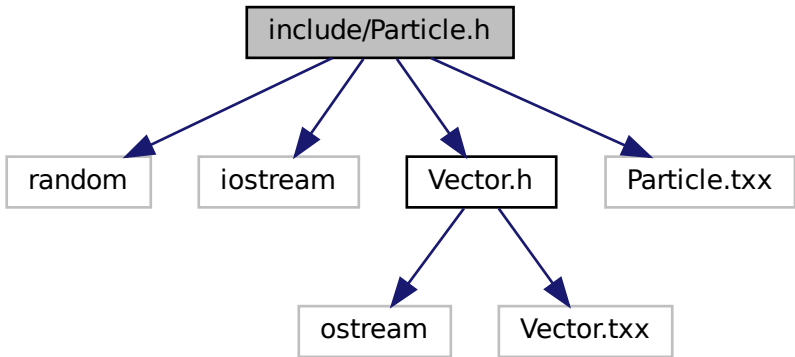 include/Particle.h
random
iostream
Vector.h
Particle.txx
ostream
Vector.txx